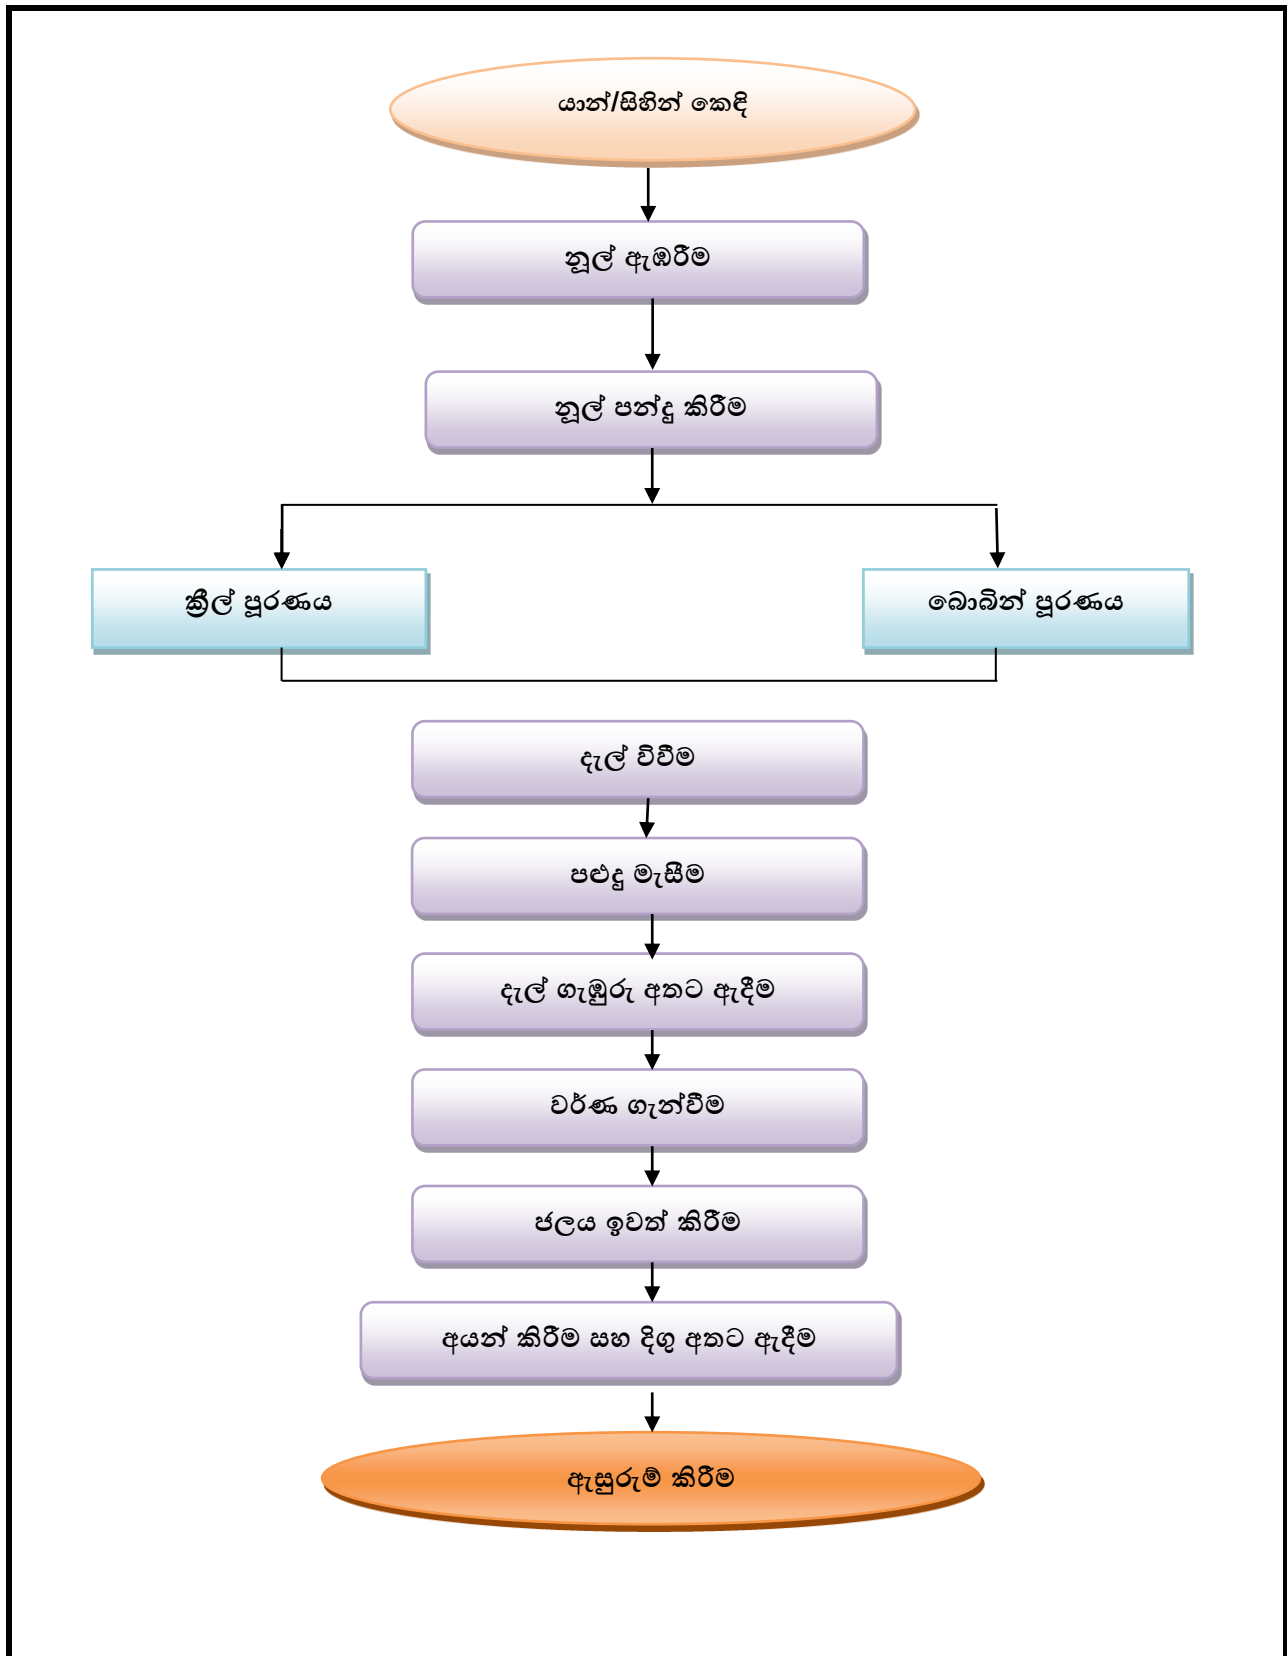 යාන්/සිහින් කෙඳි
නූල් ඇඹරීම
නූල් පන්දු කිරීම
ක්‍රීල් පූරණය
බොබින් පූරණය
දැල් විවීම
පළුදු මැසීම
දැල් ගැඹුරු අතට ඇදීම
වර්ණ ගැන්වීම
ජලය ඉවත් කිරීම
අයන් කිරීම සහ දිගු අතට ඇදීම
ඇසුරුම් කිරීම